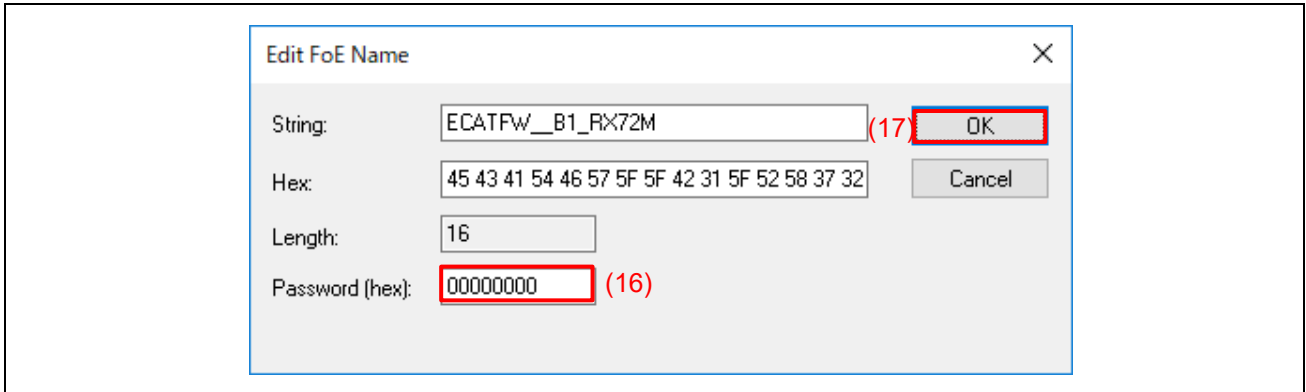 Edit FoE Name
String: ECATFW__B1_RX72M (17) OK
Hex: 45 43 41 54 46 57 5F 5F 42 31 5F 52 58 37 32 Cancel
Length: 16
Password (hex): 00000000 (16)